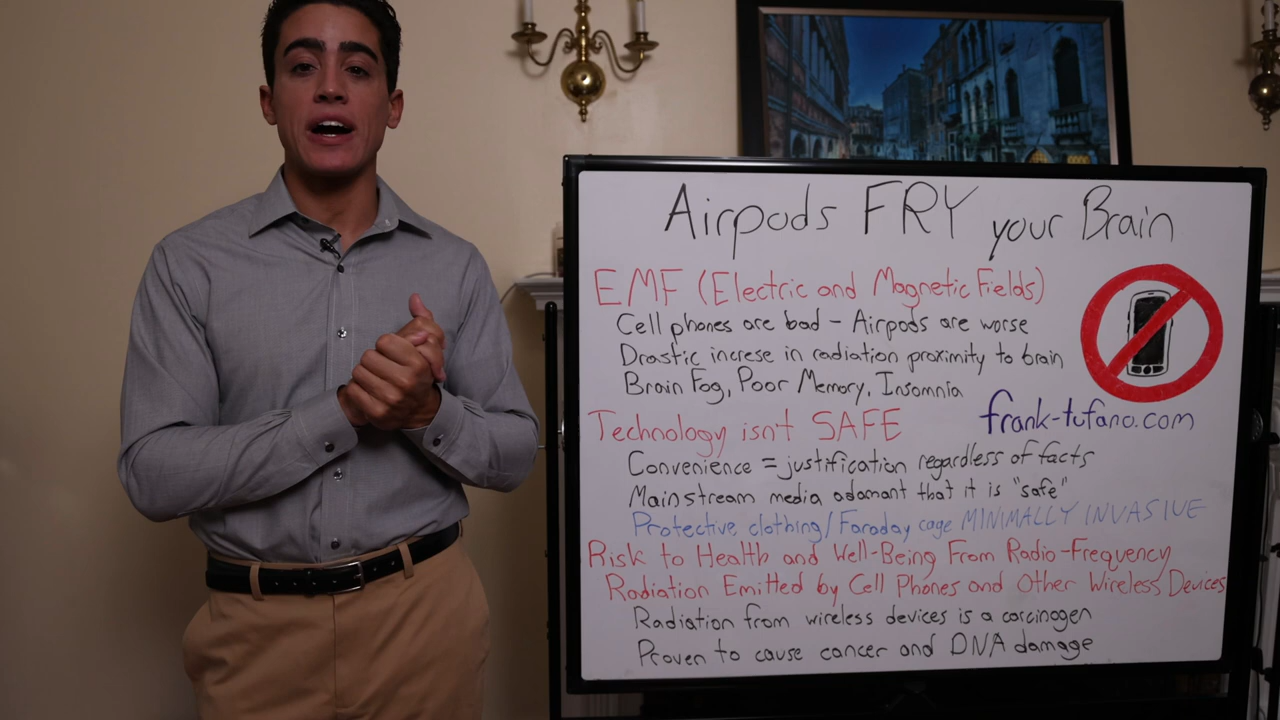 Airpods FRY your Brain
EMF (Electric and Magnetic Fields)
Cell phones are bad - Airpods are worse
Drastic increse in radiation proximity to brain
Brain Fog, Poor Memory, Insomnia
frank-tufano.com
Technology isn't SAFE
Convenience = justification regardless of facts
Mainstream media adamant that it is "safe"
Protective clothing/Faraday cage MINIMALLY INVASIVE
Risk to Health and Well-Being From Radio-Frequency
Radiation Emitted by Cell Phones and Other Wireless Devices
Radiation from wireless devices is a carcinogen
Proven to cause cancer and DNA damage